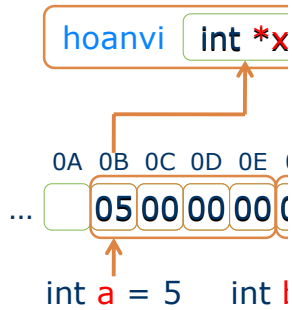 hoanvi int *x
0A 0B 0C 0D 0E
... 05 00 00 00
int a = 5 int b